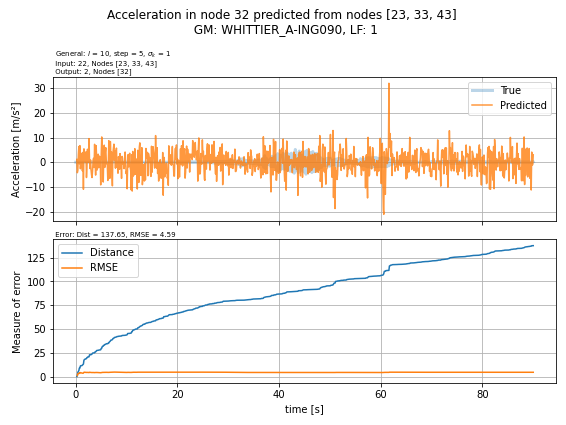 Acceleration in node 32 predicted from nodes [23, 33, 43]
GM: WHITTIER_A-ING090, LF: 1
General: i = 10, step = 5, σₖ = 1
Input: 22, Nodes [23, 33, 43]
Output: 2, Nodes [32]
Acceleration [m/s²]
30
20
10
0
−10
−20
True
Predicted
Error: Dist = 137.65, RMSE = 4.59
Measure of error
125
100
75
50
25
0
Distance
RMSE
0 20 40 60 80
time [s]